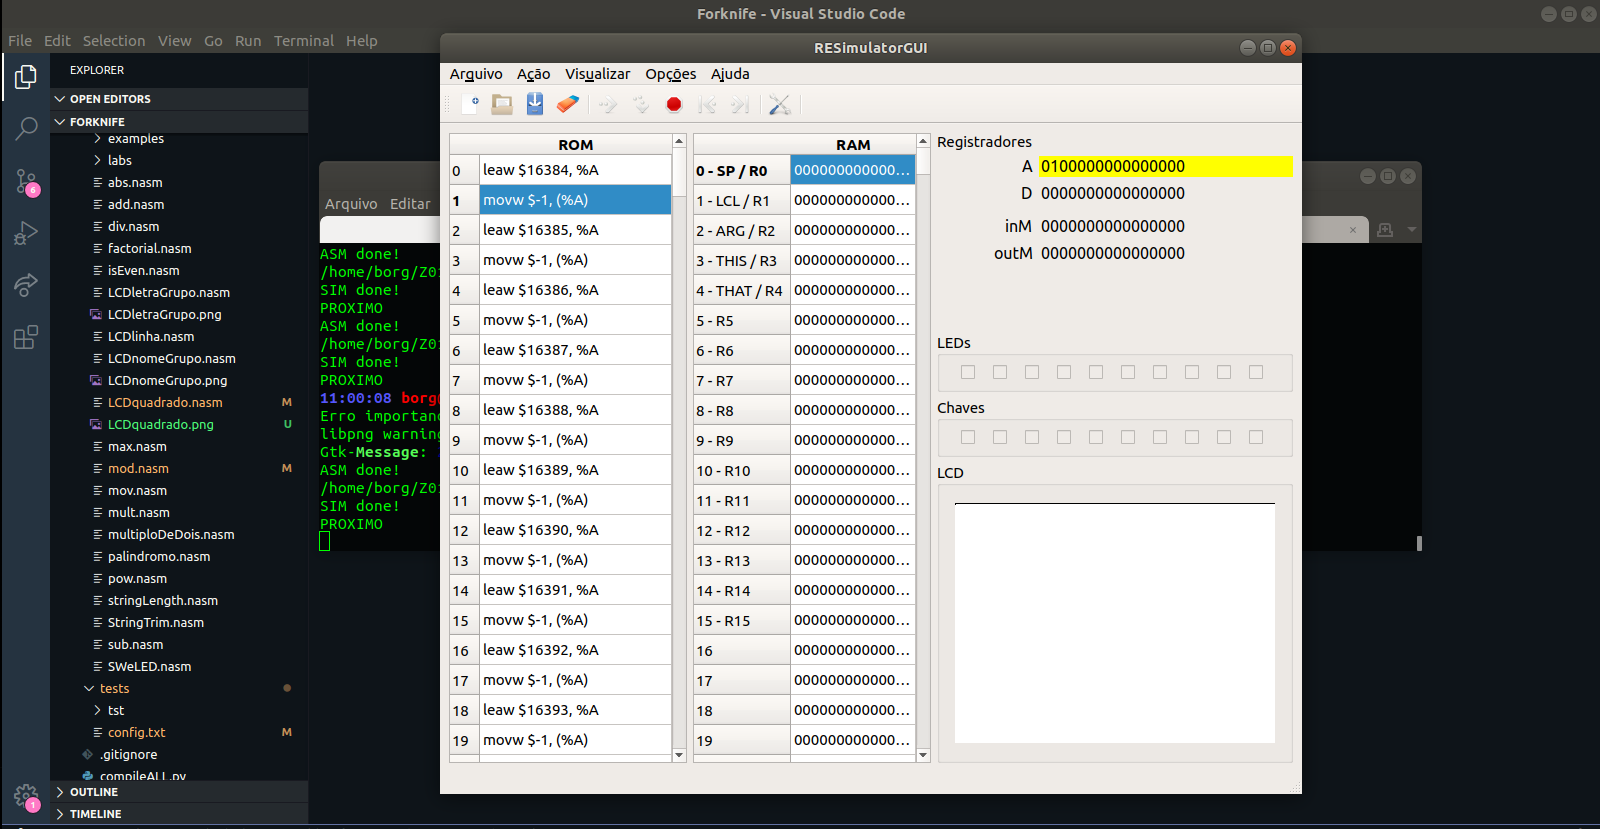 Forknife - Visual Studio Code
File Edit Selection View Go Run Terminal Help
EXPLORER
OPEN EDITORS
FORKNIFE
examples
labs
abs.nasm
add.nasm
div.nasm
factorial.nasm
isEven.nasm
LCDletraGrupo.nasm
LCDletraGrupo.png
LCDlinha.nasm
LCDnomeGrupo.nasm
LCDnomeGrupo.png
LCDquadrado.nasm M
LCDquadrado.png U
max.nasm
mod.nasm M
mov.nasm
mult.nasm
multiploDeDois.nasm
palindromo.nasm
pow.nasm
stringLength.nasm
StringTrim.nasm
sub.nasm
SWeLED.nasm
tests
tst
config.txt M
.gitignore
compileALL.py
OUTLINE
TIMELINE
6
1
Arquivo Editar
ASM done!
/home/borg/Z01
SIM done!
PROXIMO
ASM done!
/home/borg/Z01
SIM done!
PROXIMO
11:00:08 borg
Erro importan
libpng warning
Gtk-Message:
ASM done!
/home/borg/Z01
SIM done!
PROXIMO
RESimulatorGUI
Arquivo Ação Visualizar Opções Ajuda
ROM
0 leaw $16384, %A
1 movw $-1, (%A)
2 leaw $16385, %A
3 movw $-1, (%A)
4 leaw $16386, %A
5 movw $-1, (%A)
6 leaw $16387, %A
7 movw $-1, (%A)
8 leaw $16388, %A
9 movw $-1, (%A)
10 leaw $16389, %A
11 movw $-1, (%A)
12 leaw $16390, %A
13 movw $-1, (%A)
14 leaw $16391, %A
15 movw $-1, (%A)
16 leaw $16392, %A
17 movw $-1, (%A)
18 leaw $16393, %A
19 movw $-1, (%A)
RAM
0 - SP / R0 000000000000...
1 - LCL / R1 000000000000...
2 - ARG / R2 000000000000...
3 - THIS / R3 000000000000...
4 - THAT / R4 000000000000...
5 - R5 000000000000...
6 - R6 000000000000...
7 - R7 000000000000...
8 - R8 000000000000...
9 - R9 000000000000...
10 - R10 000000000000...
11 - R11 000000000000...
12 - R12 000000000000...
13 - R13 000000000000...
14 - R14 000000000000...
15 - R15 000000000000...
16 000000000000...
17 000000000000...
18 000000000000...
19 000000000000...
Registradores
A 0100000000000000
D 0000000000000000
inM 0000000000000000
outM 0000000000000000
LEDs
Chaves
LCD